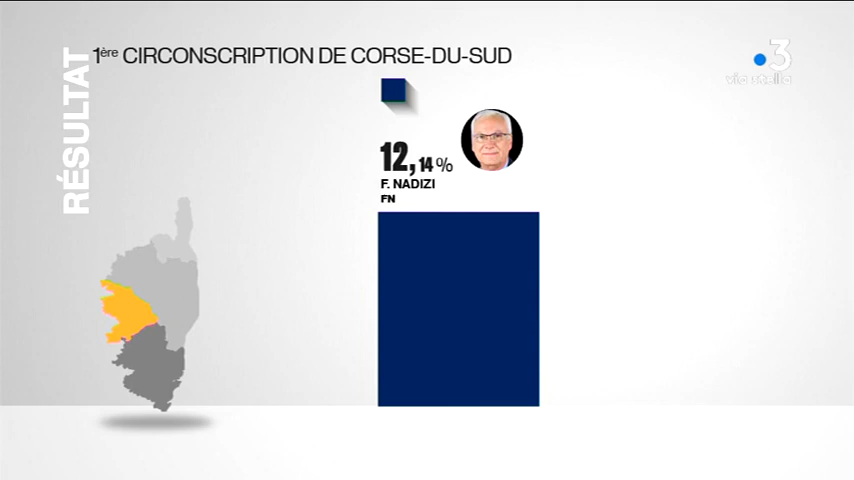 RÉSULTAT
1ère CIRCONSCRIPTION DE CORSE-DU-SUD
3
via stella
12,14%
F. NADIZI
FN